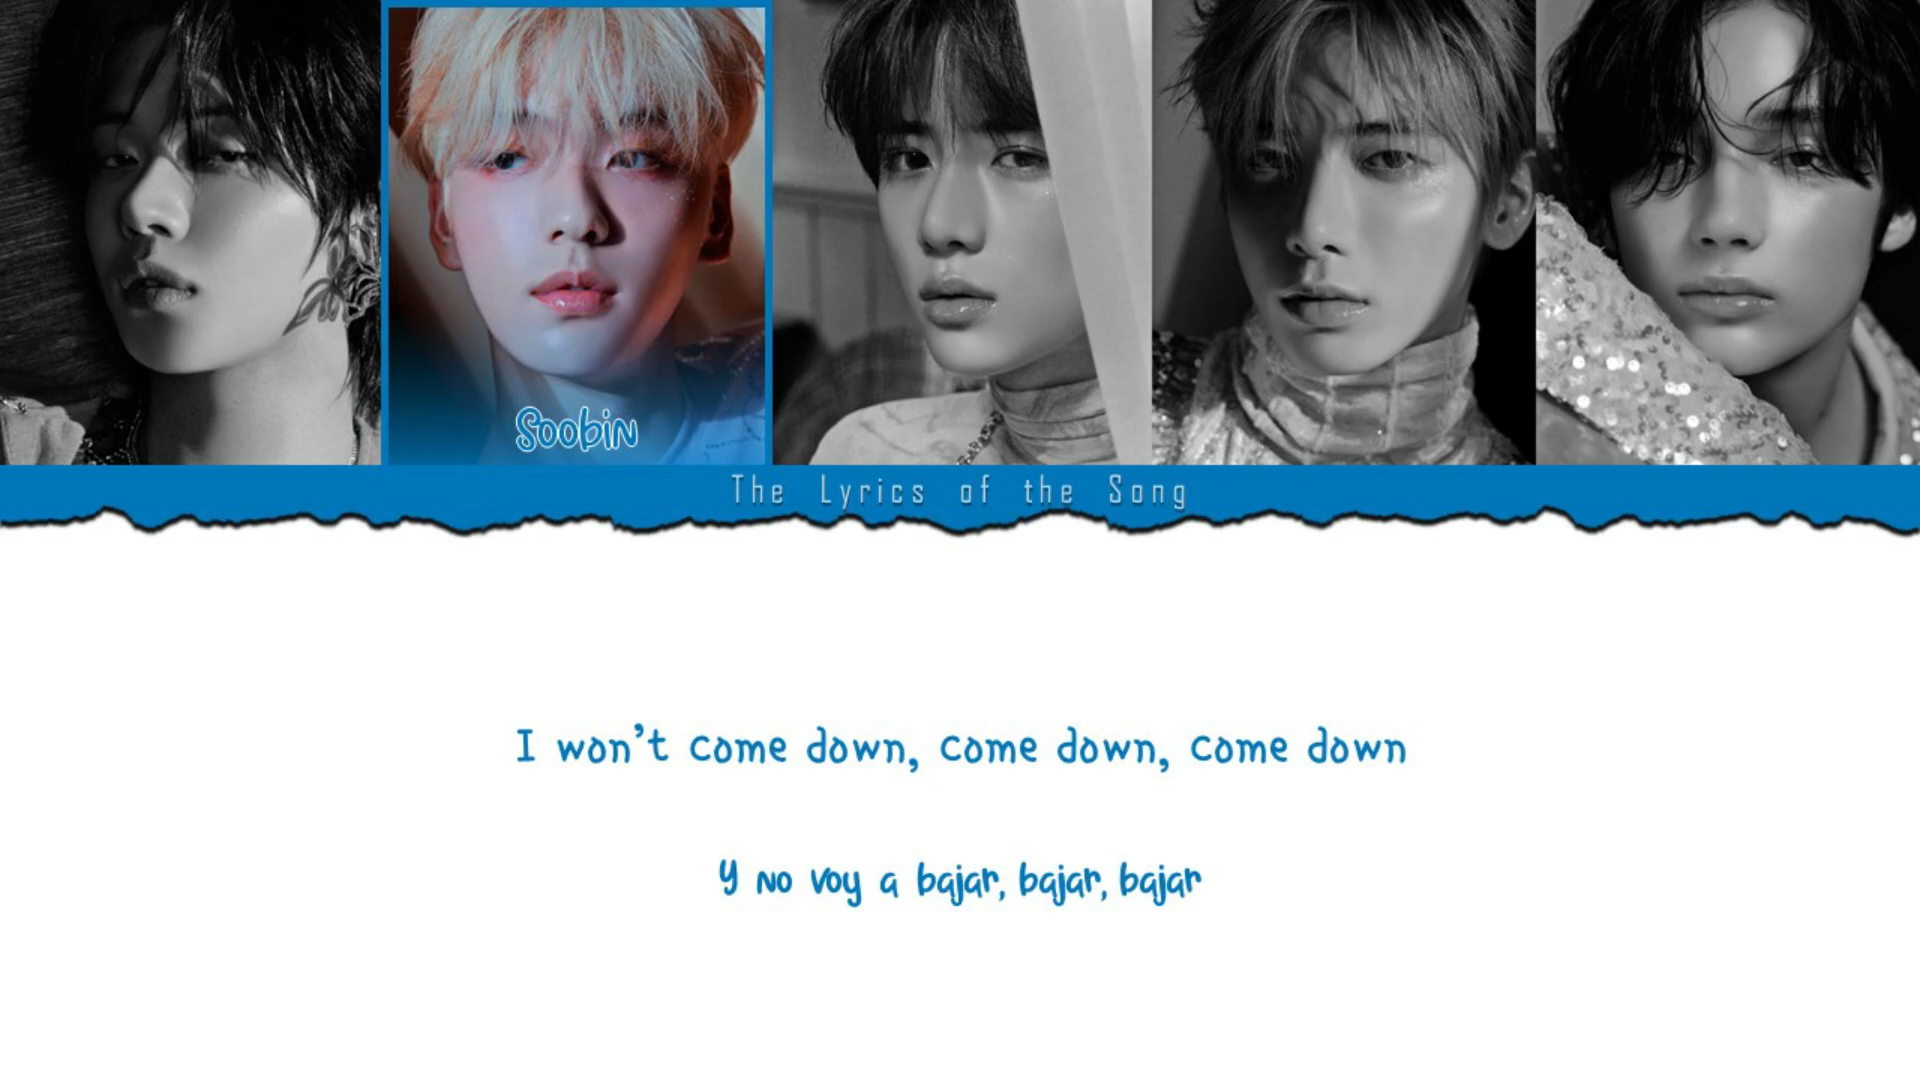 Soobin
The Lyrics of the Song
I won't come down, come down, come down
Y no voy a bajar, bajar, bajar